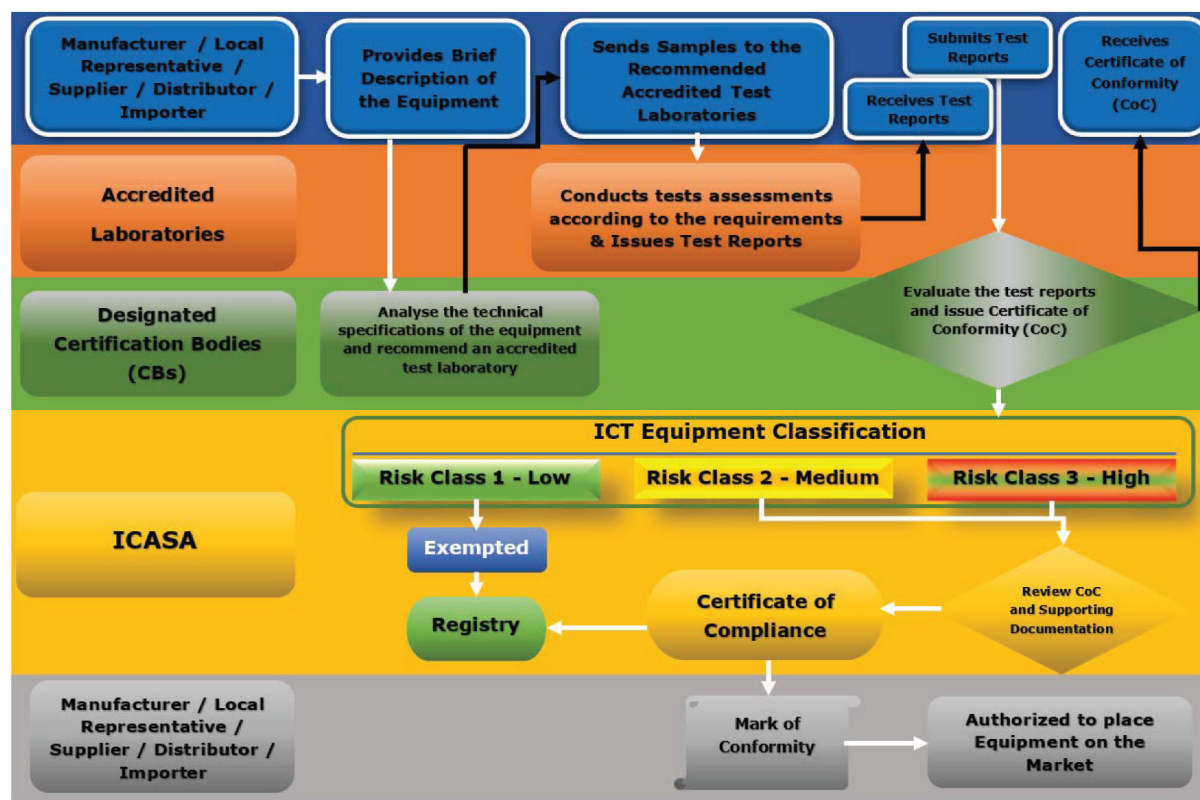 Manufacturer / Local
Representative /
Supplier / Distributor /
Importer
Provides Brief
Description of
the Equipment
Sends Samples to the
Recommended
Accredited Test
Laboratories
Submits Test
Reports
Receives Test
Reports
Receives
Certificate of
Conformity
(CoC)
Accredited
Laboratories
Conducts tests assessments
according to the requirements
& Issues Test Reports
Designated
Certification Bodies
(CBs)
Analyse the technical
specifications of the equipment
and recommend an accredited
test laboratory
Evaluate the test reports
and issue Certificate of
Conformity (CoC)
ICT Equipment Classification
Risk Class 1 - Low
Risk Class 2 - Medium
Risk Class 3 - High
ICASA
Exempted
Registry
Certificate of
Compliance
Review CoC
and Supporting
Documentation
Manufacturer / Local
Representative /
Supplier / Distributor /
Importer
Mark of
Conformity
Authorized to place
Equipment on the
Market